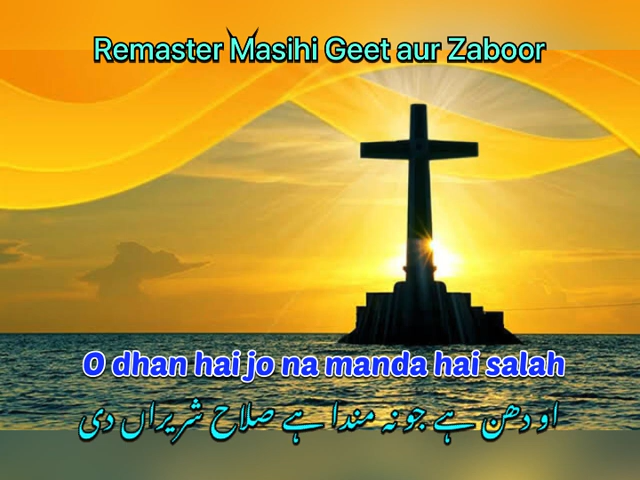 Remaster Masihi Geet aur Zaboor
O dhan hai jo na manda hai salah
او دھن ہے جو نہ مندا ہے صلاح شریراں دی